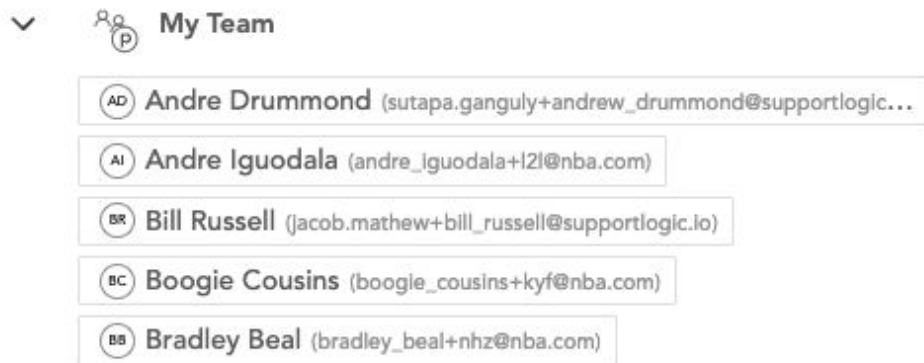 My Team
AD Andre Drummond (sutapa.ganguly+andrew_drummond@supportlogic...
AI Andre Iguodala (andre_iguodala+l2l@nba.com)
BR Bill Russell (jacob.mathew+bill_russell@supportlogic.io)
BC Boogie Cousins (boogie_cousins+kyf@nba.com)
BB Bradley Beal (bradley_beal+nhz@nba.com)